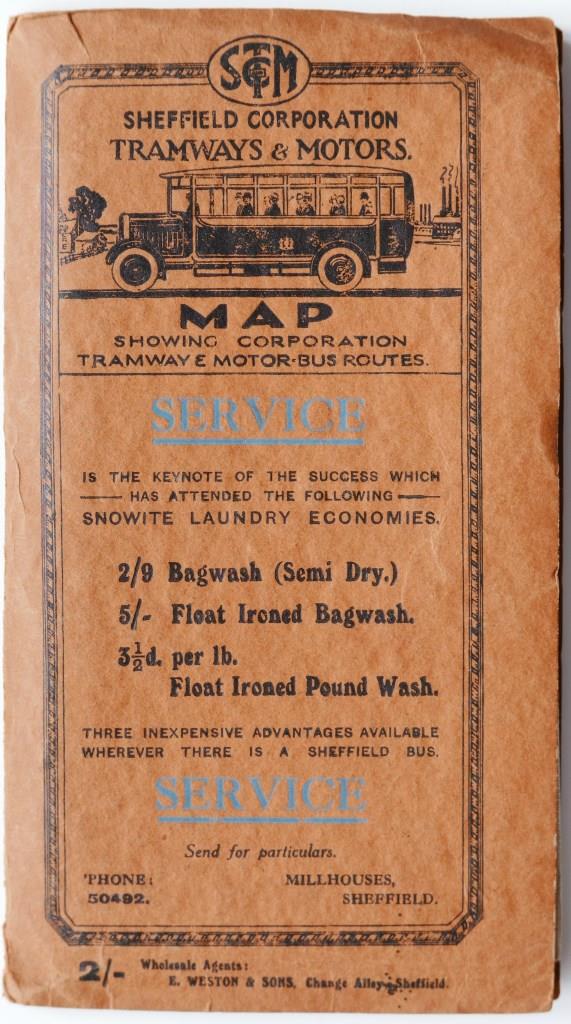 SCTM
SHEFFIELD CORPORATION
TRAMWAYS & MOTORS.
MAP
SHOWING CORPORATION
TRAMWAY & MOTOR-BUS ROUTES.
SERVICE
IS THE KEYNOTE OF THE SUCCESS WHICH
HAS ATTENDED THE FOLLOWING
SNOWITE LAUNDRY ECONOMIES.
2/9 Bagwash (Semi Dry.)
5/- Float Ironed Bagwash.
3½d. per lb.
Float Ironed Pound Wash.
THREE INEXPENSIVE ADVANTAGES AVAILABLE
WHEREVER THERE IS A SHEFFIELD BUS.
SERVICE
Send for particulars.
'PHONE: MILLHOUSES,
50492. SHEFFIELD.
2/- Wholesale Agents:
E. WESTON & SONS, Change Alley, Sheffield.